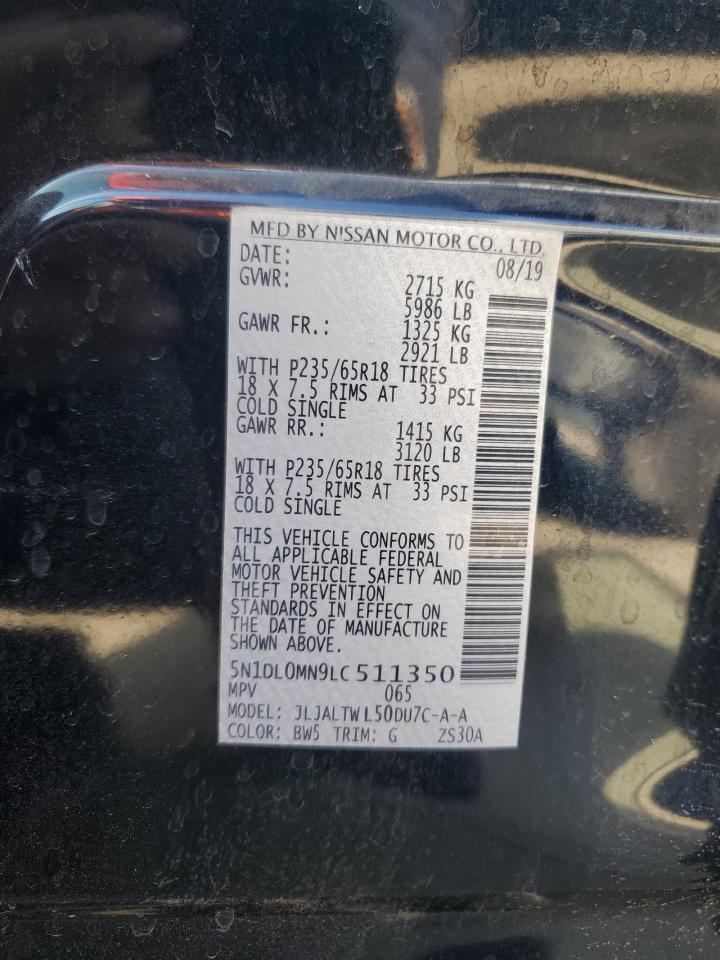 MFD BY NISSAN MOTOR CO., LTD.
DATE: 08/19
GVWR: 2715 KG
5986 LB
GAWR FR.: 1325 KG
2921 LB
WITH P235/65R18 TIRES
18 X 7.5 RIMS AT 33 PSI
COLD SINGLE
GAWR RR.: 1415 KG
3120 LB
WITH P235/65R18 TIRES
18 X 7.5 RIMS AT 33 PSI
COLD SINGLE
THIS VEHICLE CONFORMS TO
ALL APPLICABLE FEDERAL
MOTOR VEHICLE SAFETY AND
THEFT PREVENTION
STANDARDS IN EFFECT ON
THE DATE OF MANUFACTURE
SHOWN ABOVE.
5N1DL0MN9LC511350
MPV 065
MODEL: JLJALTWL50DU7C-A-A
COLOR: BW5 TRIM: G ZS30A